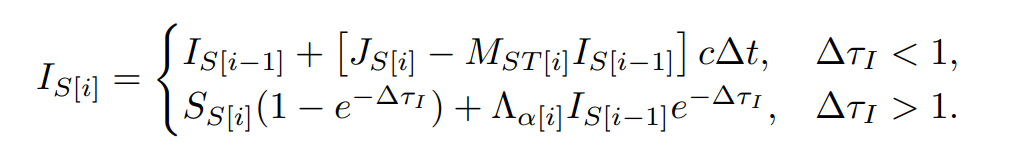 I_{S[i]} = \begin{cases} I_{S[i-1]} + \left[ J_{S[i]} - M_{ST[i]} I_{S[i-1]} \right] c\Delta t, & \Delta\tau_I < 1, \\ S_{S[i]} (1 - e^{-\Delta\tau_I}) + \Lambda_{\alpha[i]} I_{S[i-1]} e^{-\Delta\tau_I}, & \Delta\tau_I > 1. \end{cases}